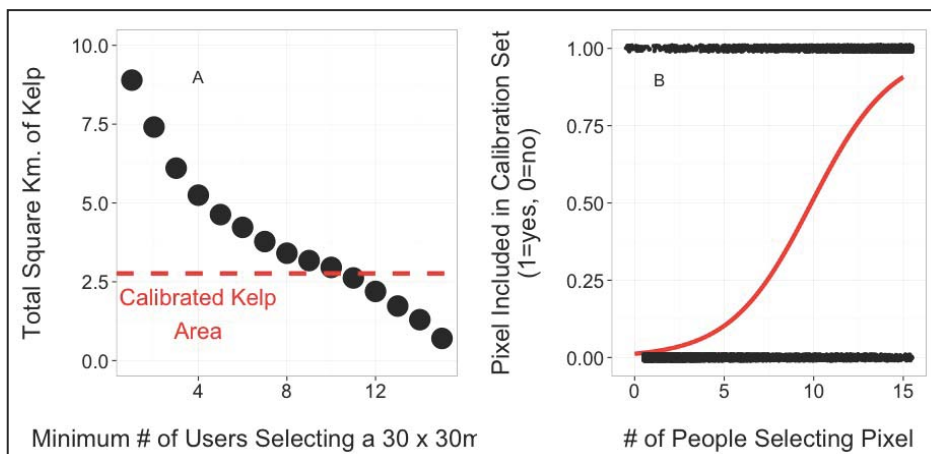 Total Square Km. of Kelp
10.0
7.5
5.0
2.5
0.0
A
Calibrated Kelp
Area
4
8
12
Minimum # of Users Selecting a 30 x 30m
Pixel Included in Calibration Set
(1=yes, 0=no)
1.00
0.75
0.50
0.25
0.00
B
0
5
10
15
# of People Selecting Pixel